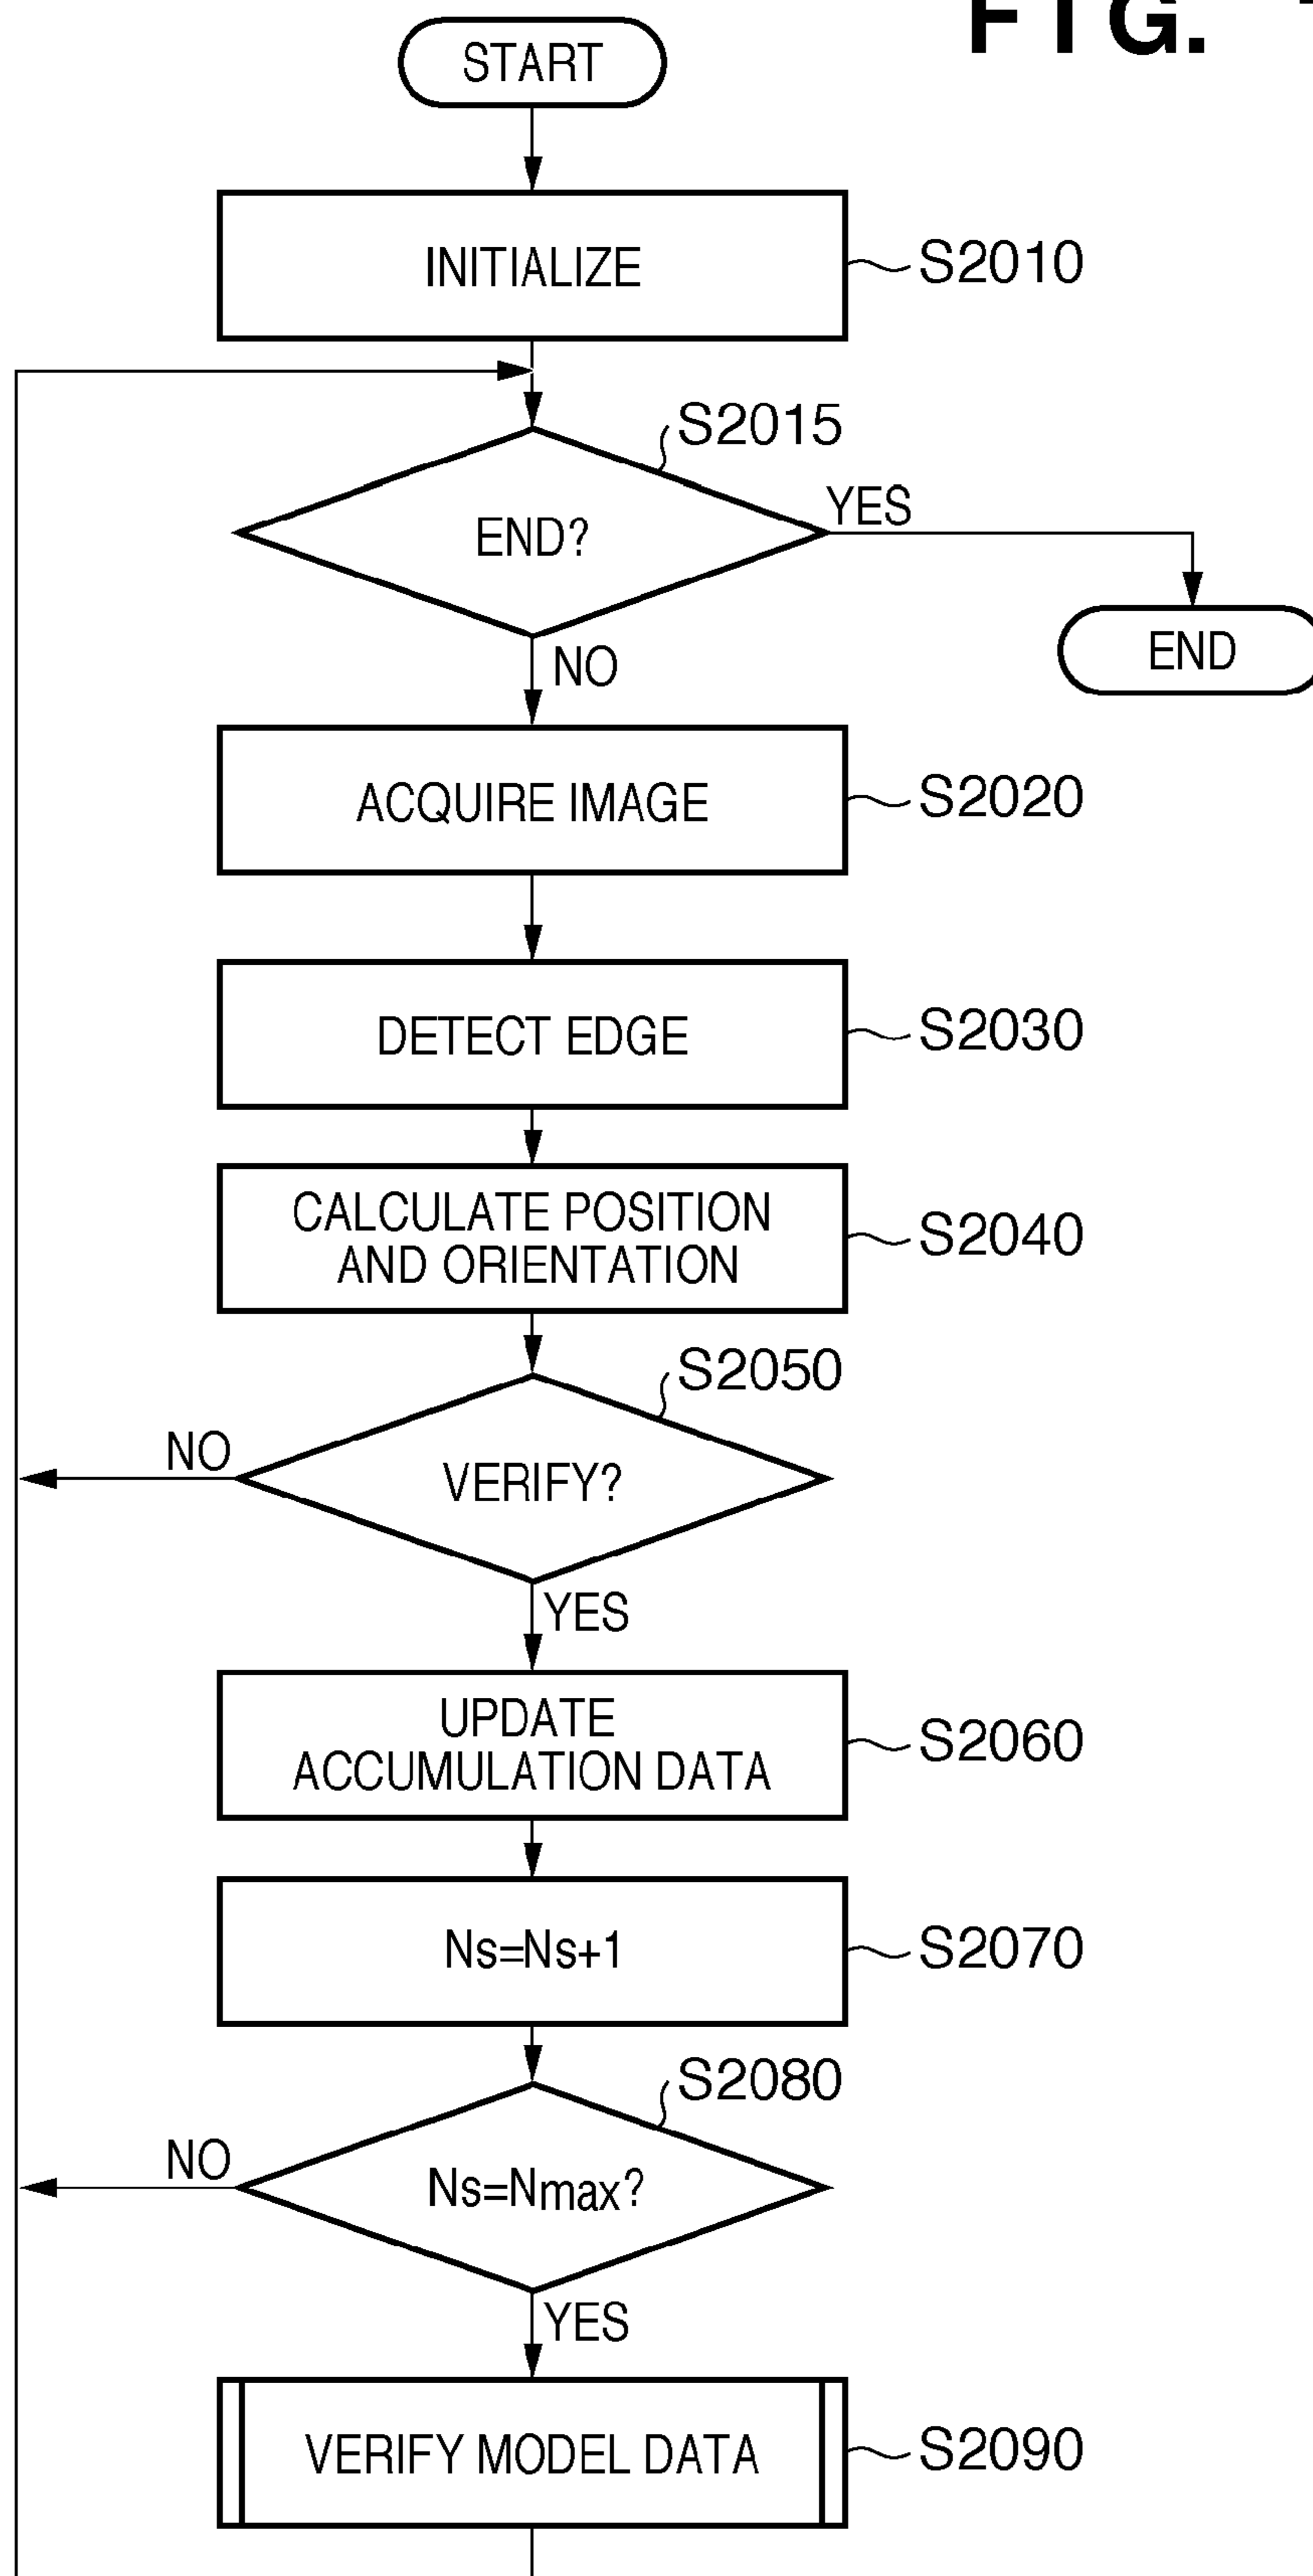 FIG.
START
INITIALIZE
S2010
S2015
END?
YES
END
NO
ACQUIRE IMAGE
S2020
DETECT EDGE
S2030
CALCULATE POSITION
AND ORIENTATION
S2040
S2050
VERIFY?
NO
YES
UPDATE
ACCUMULATION DATA
S2060
Ns=Ns+1
S2070
S2080
Ns=Nmax?
NO
YES
VERIFY MODEL DATA
S2090